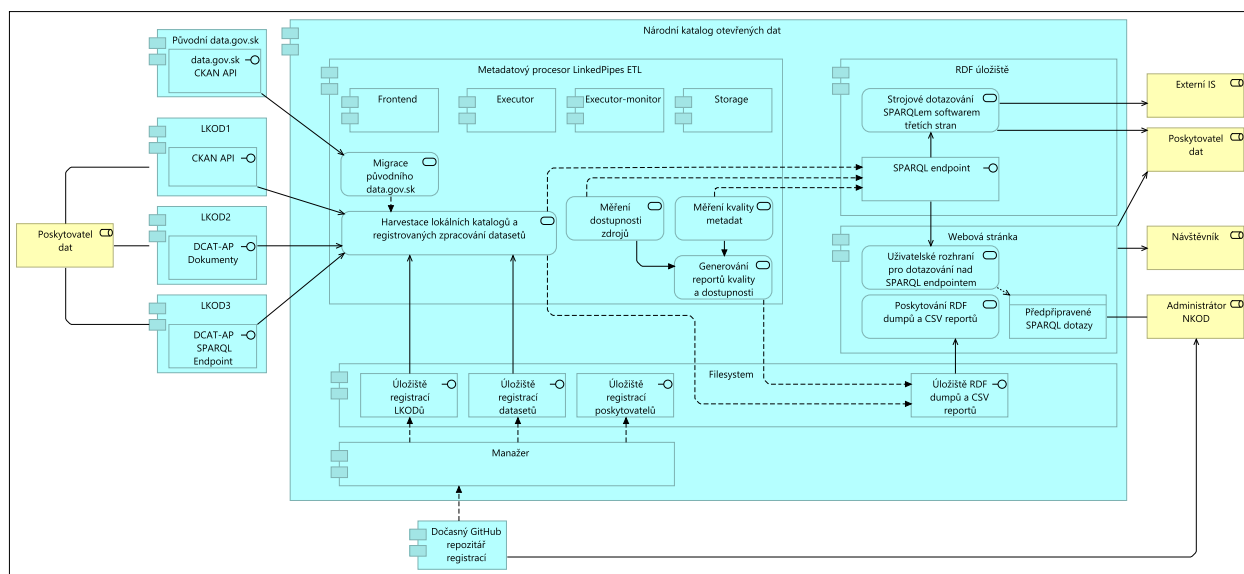 Národní katalog otevřených dat
Původní data.gov.sk
data.gov.sk
CKAN API
LKOD1
CKAN API
LKOD2
DCAT-AP
Dokumenty
LKOD3
DCAT-AP
SPARQL
Endpoint
Poskytovatel
dat
Metadatový procesor LinkedPipes ETL
Frontend
Executor
Executor-monitor
Storage
Migrace
původního
data.gov.sk
Harvestace lokálních katalogů a
registrovaných zpracování datasetů
Měření
dostupnosti
zdrojů
Měření kvality
metadat
Generování
reportů kvality
a dostupnosti
RDF úložiště
Strojové dotazování
SPARQLem softwarem
třetích stran
SPARQL endpoint
Webová stránka
Uživatelské rozhraní
pro dotazování nad
SPARQL endpointem
Poskytování RDF
dumpů a CSV reportů
Předpřipravené
SPARQL dotazy
Externí IS
Poskytovatel
dat
Návštěvník
Administrátor
NKOD
Filesystem
Úložiště
registrací
LKODů
Úložiště
registrací
datasetů
Úložiště
registrací
poskytovatelů
Úložiště RDF
dumpů a CSV
reportů
Manažer
Dočasný GitHub
repozitář
registrací